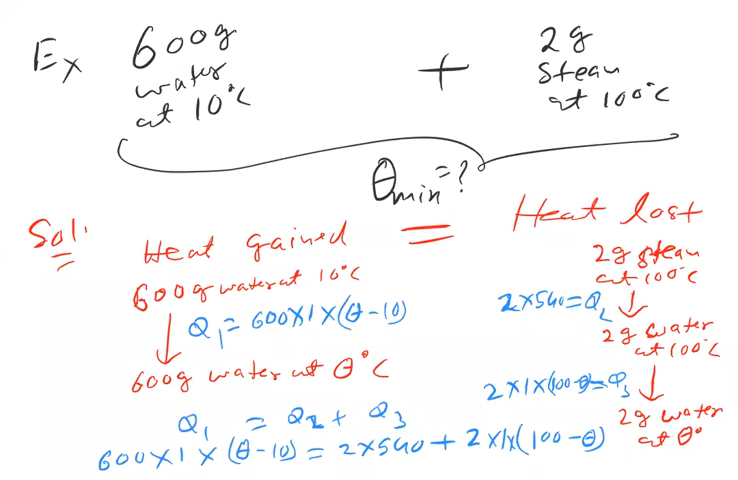 Ex 600g water at 10°C + 2g steam at 100°C
θmin = ?
Sol:
Heat gained = Heat lost
600g water at 10°C
Q₁ = 600×1×(θ-10)
600g water at θ°C
2g steam at 100°C
2×540 = Q₂
2g water at 100°C
2×1×(100-θ) = Q₃
2g water at θ°
Q₁ = Q₂ + Q₃
600×1×(θ-10) = 2×540 + 2×1×(100-θ)